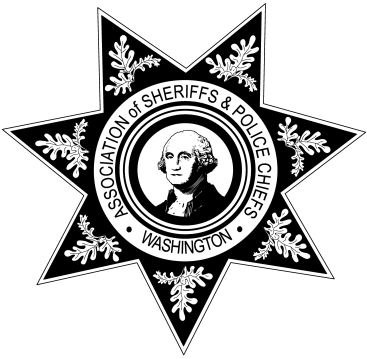 ASSOCIATION of SHERIFFS & POLICE CHIEFS
• WASHINGTON •